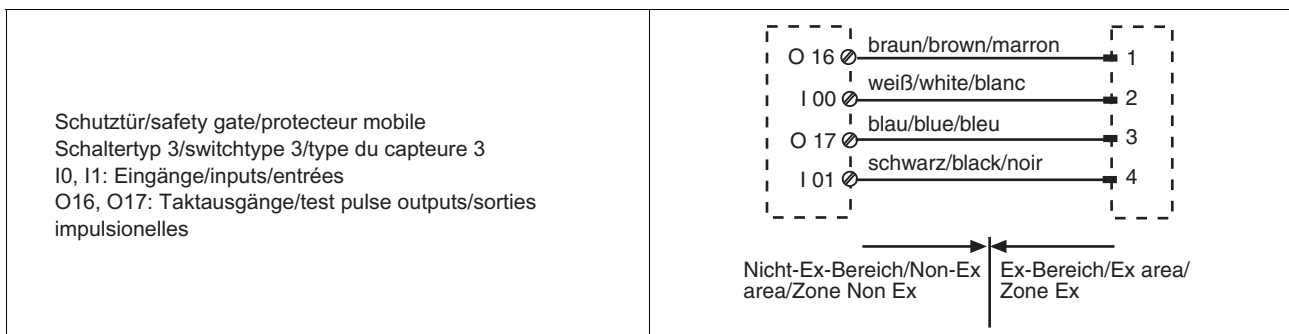 Schutztür/safety gate/protecteur mobile
Schaltertyp 3/switchtype 3/type du capteure 3
I0, I1: Eingänge/inputs/entrées
O16, O17: Taktausgänge/test pulse outputs/sorties
impulsionelles
O 16 braun/brown/marron 1
I 00 weiß/white/blanc 2
O 17 blau/blue/bleu 3
I 01 schwarz/black/noir 4
Nicht-Ex-Bereich/Non-Ex
area/Zone Non Ex
Ex-Bereich/Ex area/
Zone Ex